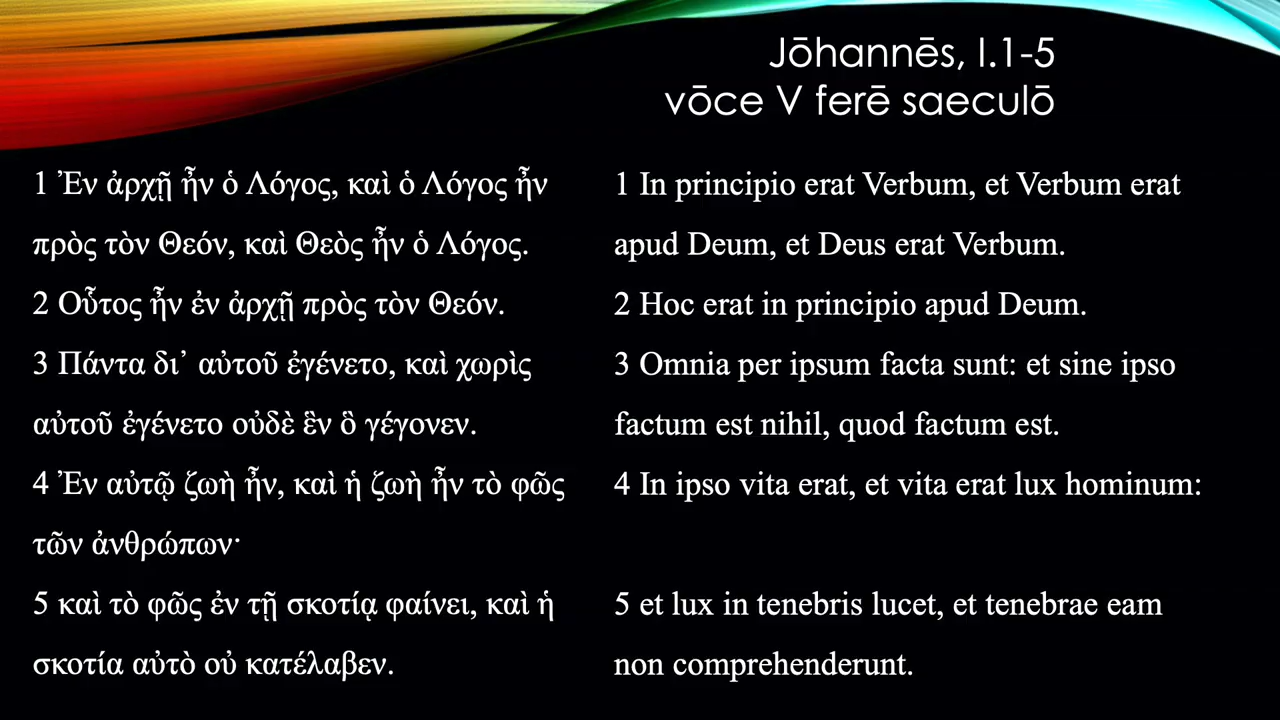 Jōhannēs, I.1-5
vōce V ferē saeculō
1 Ἐν ἀρχῇ ἦν ὁ Λόγος, καὶ ὁ Λόγος ἦν
πρὸς τὸν Θεόν, καὶ Θεὸς ἦν ὁ Λόγος.
2 Οὗτος ἦν ἐν ἀρχῇ πρὸς τὸν Θεόν.
3 Πάντα δι᾽ αὐτοῦ ἐγένετο, καὶ χωρὶς
αὐτοῦ ἐγένετο οὐδὲ ἓν ὃ γέγονεν.
4 Ἐν αὐτῷ ζωὴ ἦν, καὶ ἡ ζωὴ ἦν τὸ φῶς
τῶν ἀνθρώπων·
5 καὶ τὸ φῶς ἐν τῇ σκοτίᾳ φαίνει, καὶ ἡ
σκοτία αὐτὸ οὐ κατέλαβεν.
1 In principio erat Verbum, et Verbum erat
apud Deum, et Deus erat Verbum.
2 Hoc erat in principio apud Deum.
3 Omnia per ipsum facta sunt: et sine ipso
factum est nihil, quod factum est.
4 In ipso vita erat, et vita erat lux hominum:
5 et lux in tenebris lucet, et tenebrae eam
non comprehenderunt.